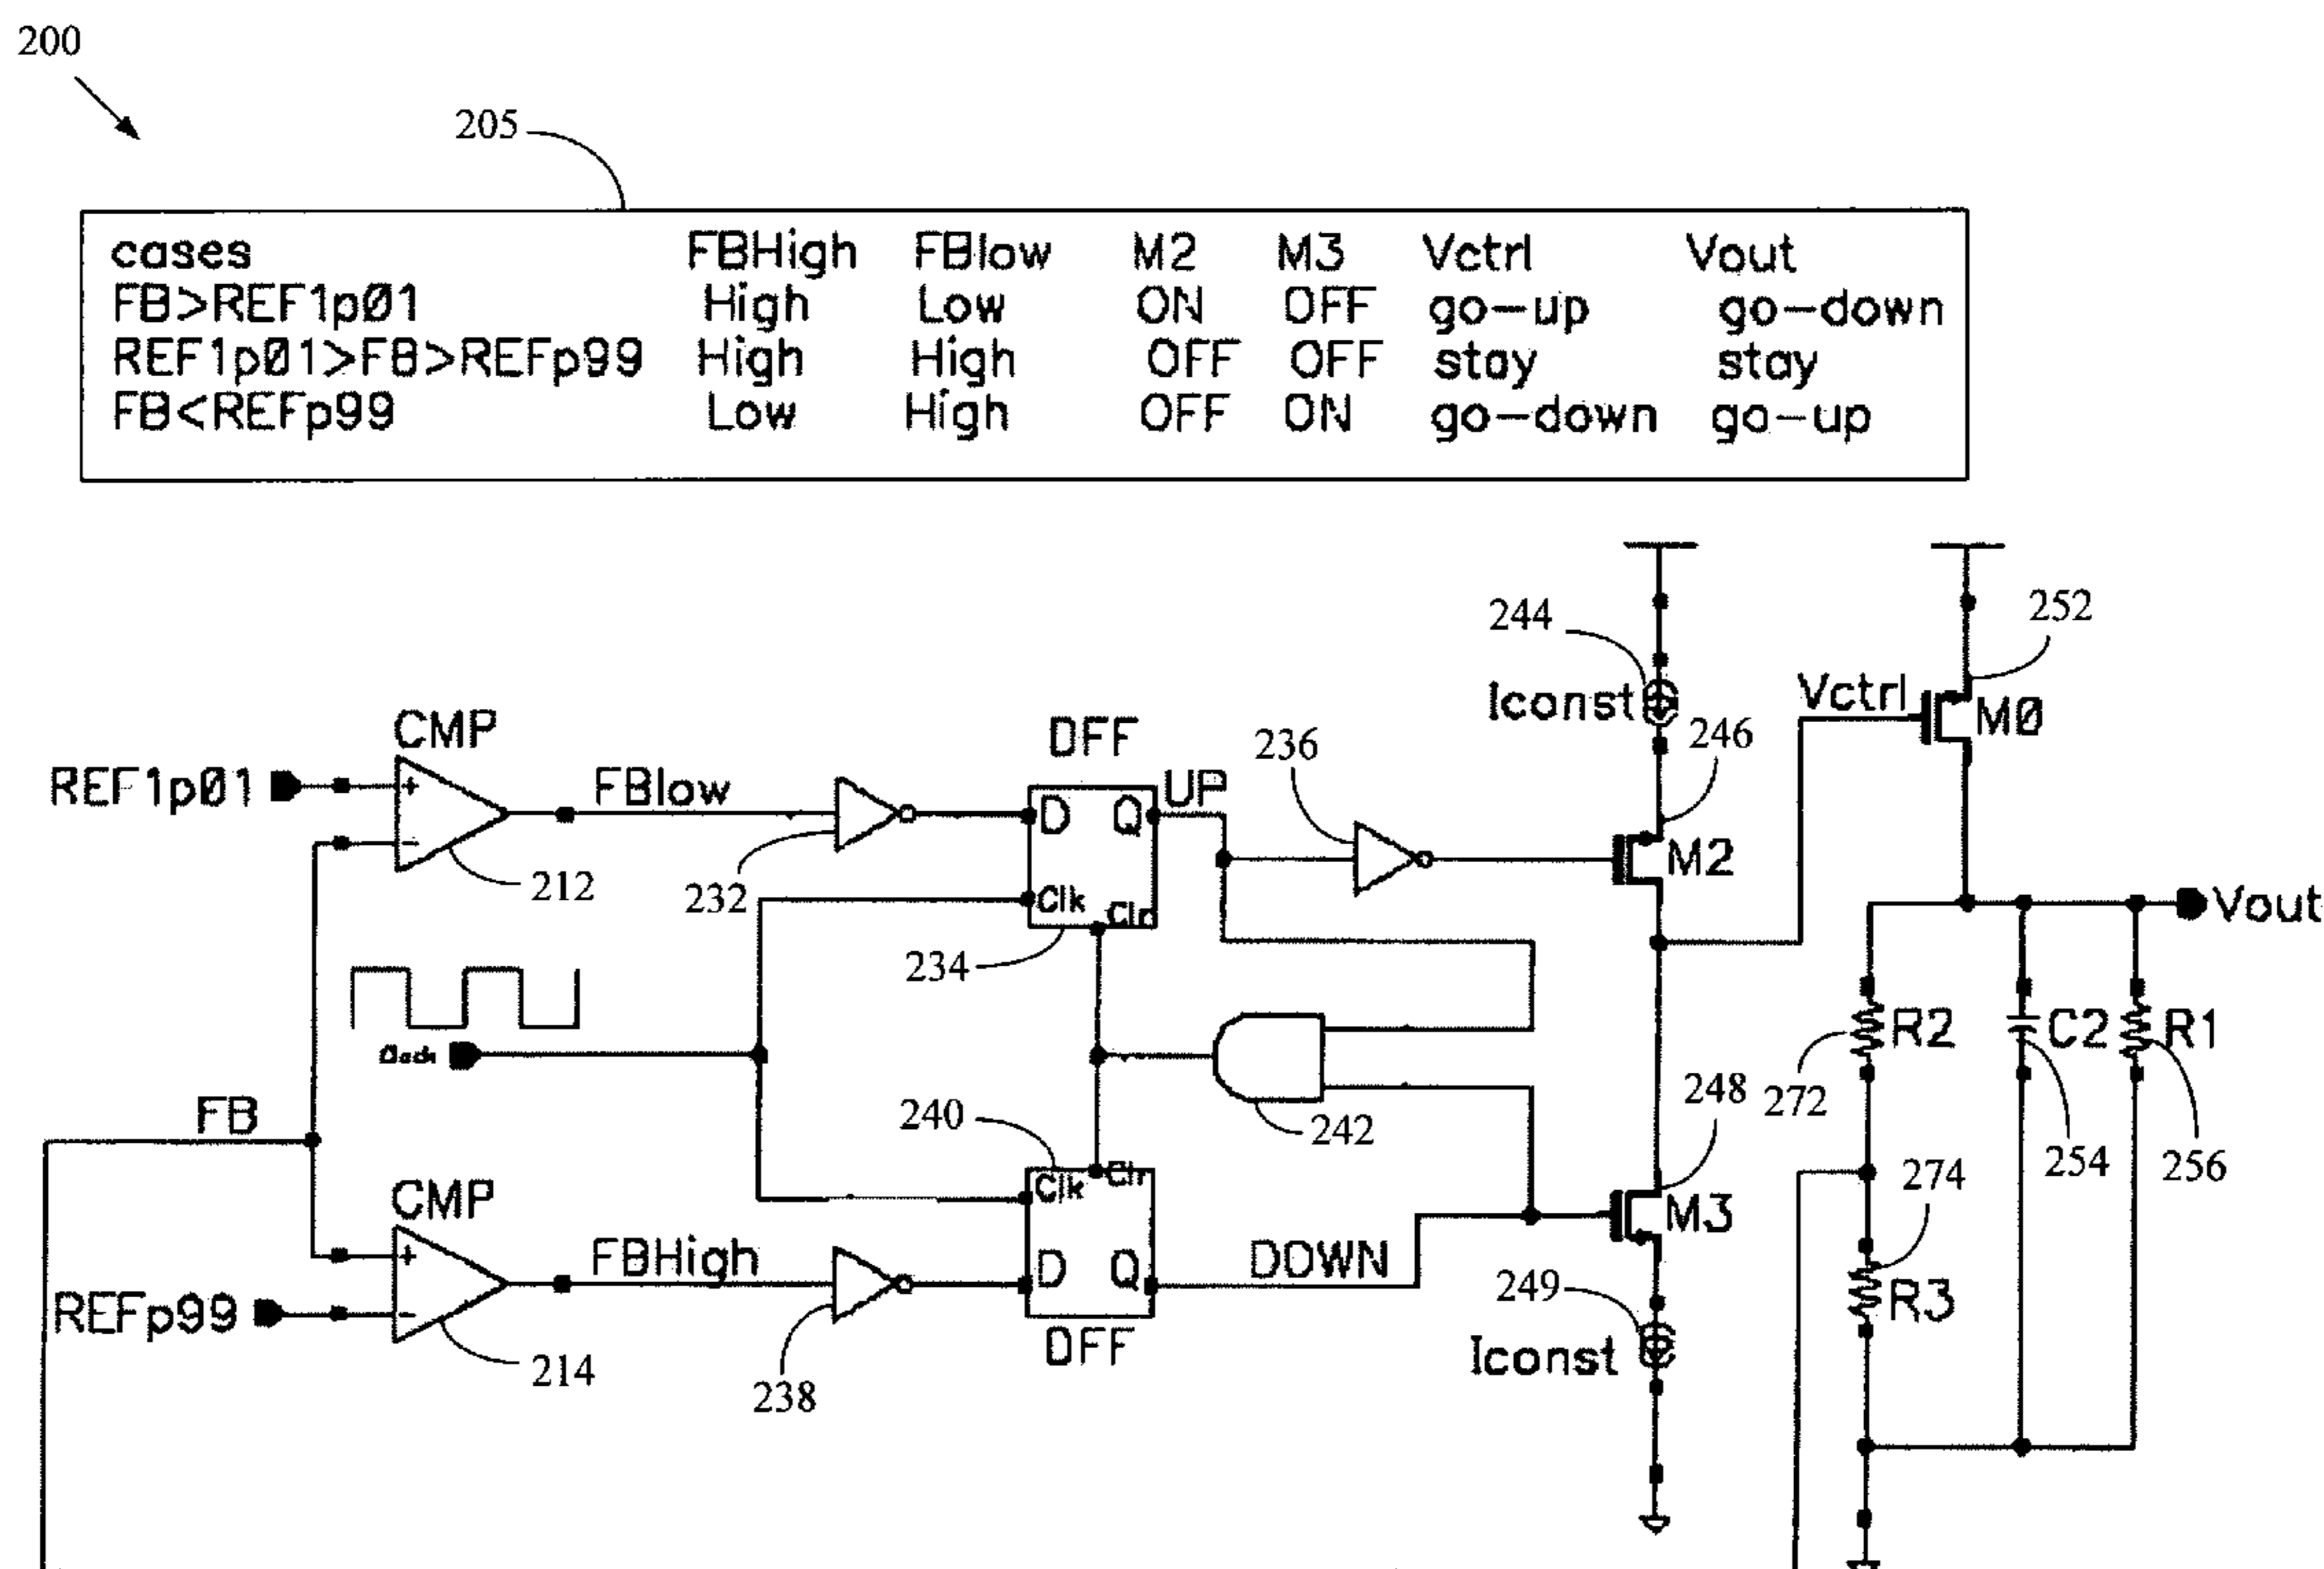 200
205
cases FBHigh FBlow M2 M3 Vctrl Vout
FB>REF1p01 High Low ON OFF go-up go-down
REF1p01>FB>REFp99 High High OFF OFF stay stay
FB<REFp99 Low High OFF ON go-down go-up
244
252
Iconst
Vctrl
M0
CMP
DFF
236
246
REF1p01
+
-
FBlow
D
Q
UP
M2
212
232
Clk
Clr
Vout
234
R2
C2
R1
248
272
FB
240
242
254
256
274
CMP
Clk
Clr
M3
+
-
FBHigh
D
Q
DOWN
249
R3
REFp99
DFF
Iconst
214
238